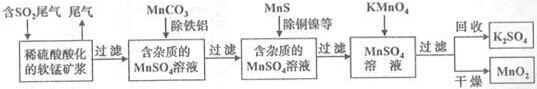 含SO₂尾气 尾气 MnCO₃ MnS KMnO₄
除铁铝 除铜镍等 回收 K₂SO₄
稀硫酸酸化 过滤 含杂质的 过滤 含杂质的 过滤 MnSO₄ 过滤
的软锰矿浆 MnSO₄溶液 MnSO₄溶液 溶液 干燥 MnO₂